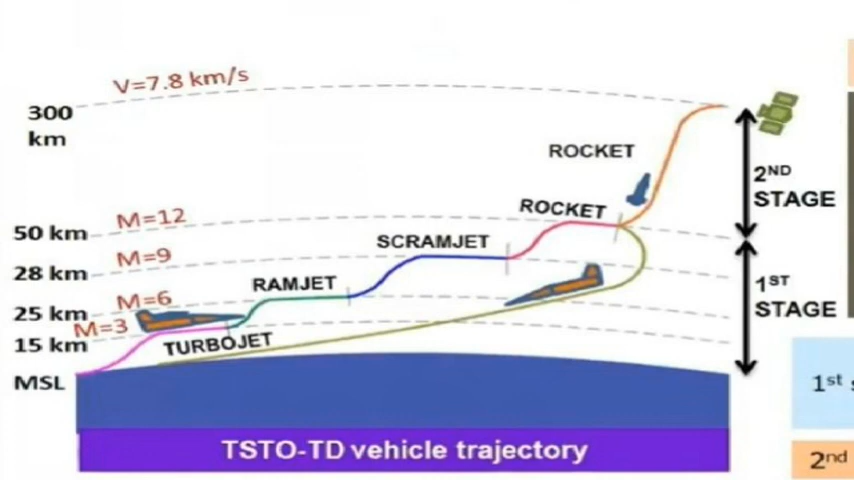 V=7.8 km/s
300
km
ROCKET
2ND
STAGE
M=12
ROCKET
50 km
SCRAMJET
M=9
28 km
RAMJET
1ST
STAGE
M=6
25 km
M=3
TURBOJET
15 km
MSL
1st s
TSTO-TD vehicle trajectory
2nd